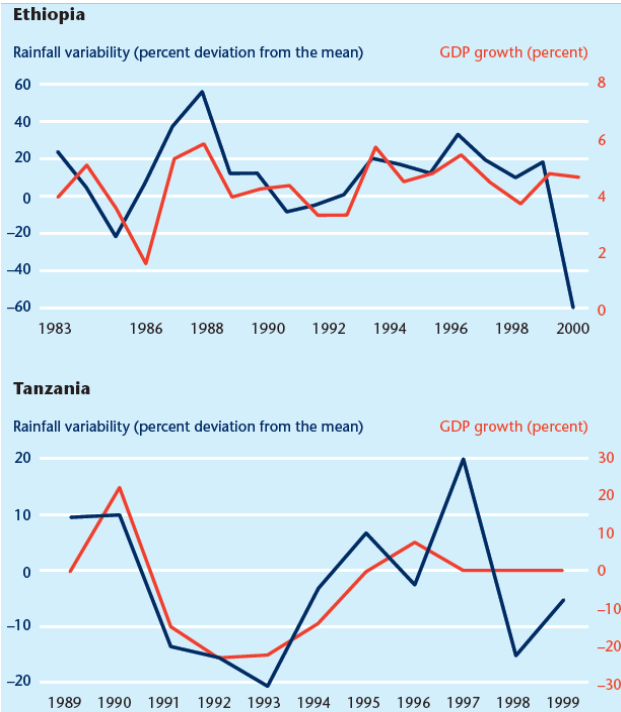 Ethiopia
Rainfall variability (percent deviation from the mean) GDP growth (percent)
60 8
40
20 6
0 4
–20
–40 2
–60 0
1983 1986 1988 1990 1992 1994 1996 1998 2000
Tanzania
Rainfall variability (percent deviation from the mean) GDP growth (percent)
20 30
20
10 10
0 0
–10 –10
–20
–20 –30
1989 1990 1991 1992 1993 1994 1995 1996 1997 1998 1999